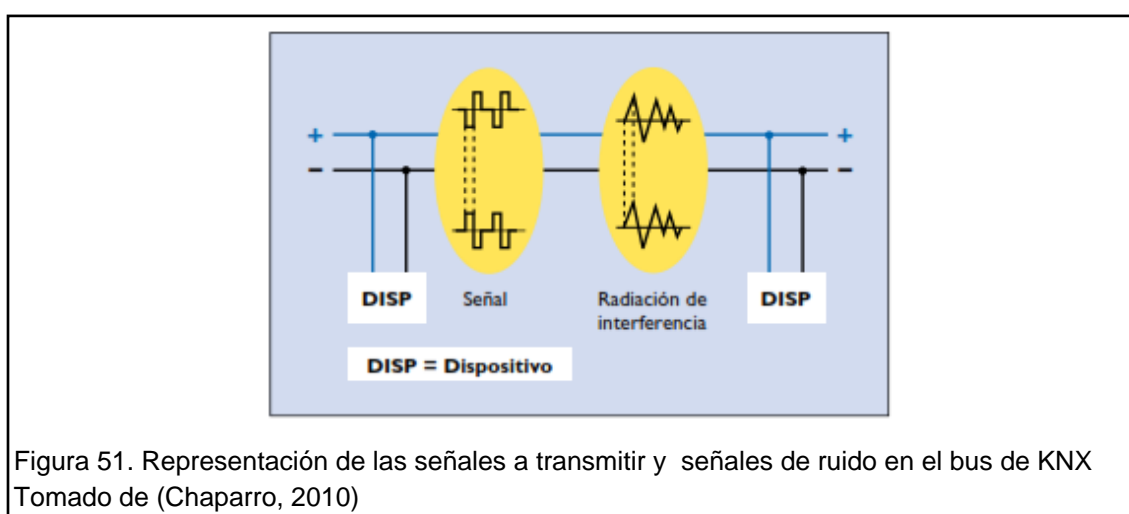 + +
− −
DISP Señal Radiación de interferencia DISP
DISP = Dispositivo
Figura 51. Representación de las señales a transmitir y señales de ruido en el bus de KNX
Tomado de (Chaparro, 2010)